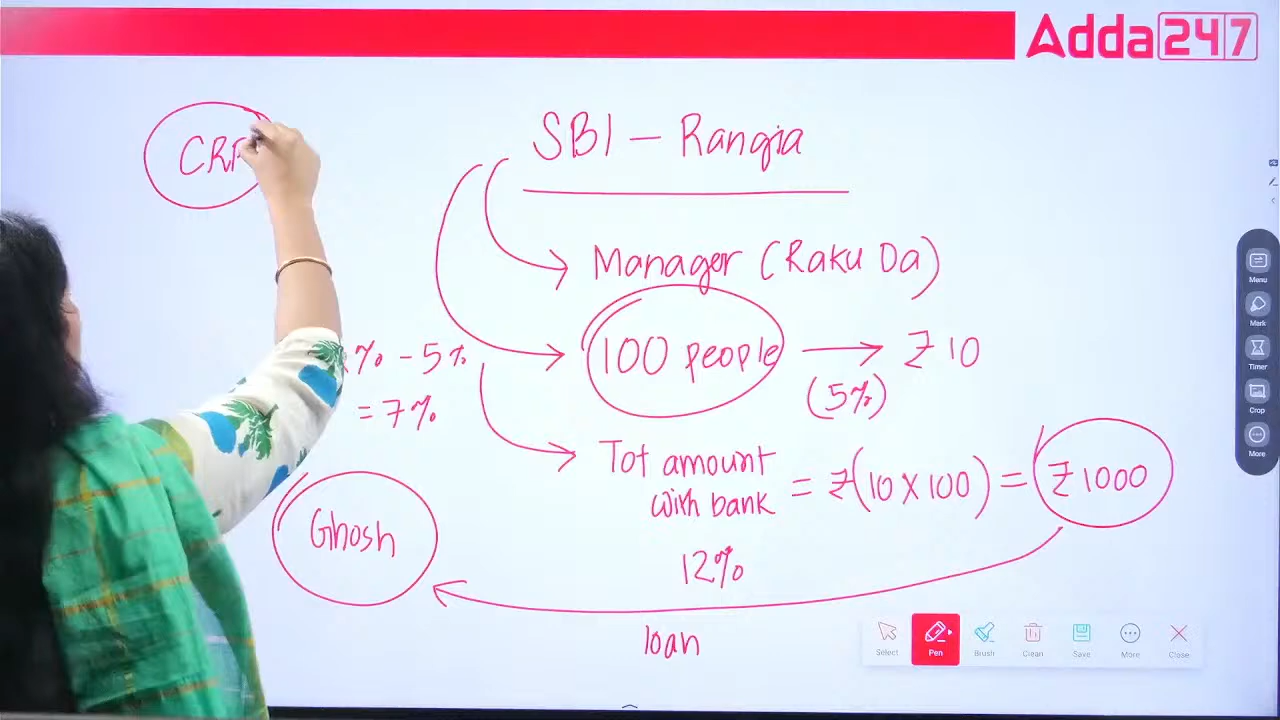 Adda247
SBI - Rangia
Manager (Raku Da)
100 people → ₹10
(5%)
% - 5%
= 7%
Tot amount
with bank = ₹(10 X 100) = ₹1000
12%
Ghosh
loan
Menu
Mark
Timer
Crop
More
Select
Pen
Brush
Clean
Save
More
Close